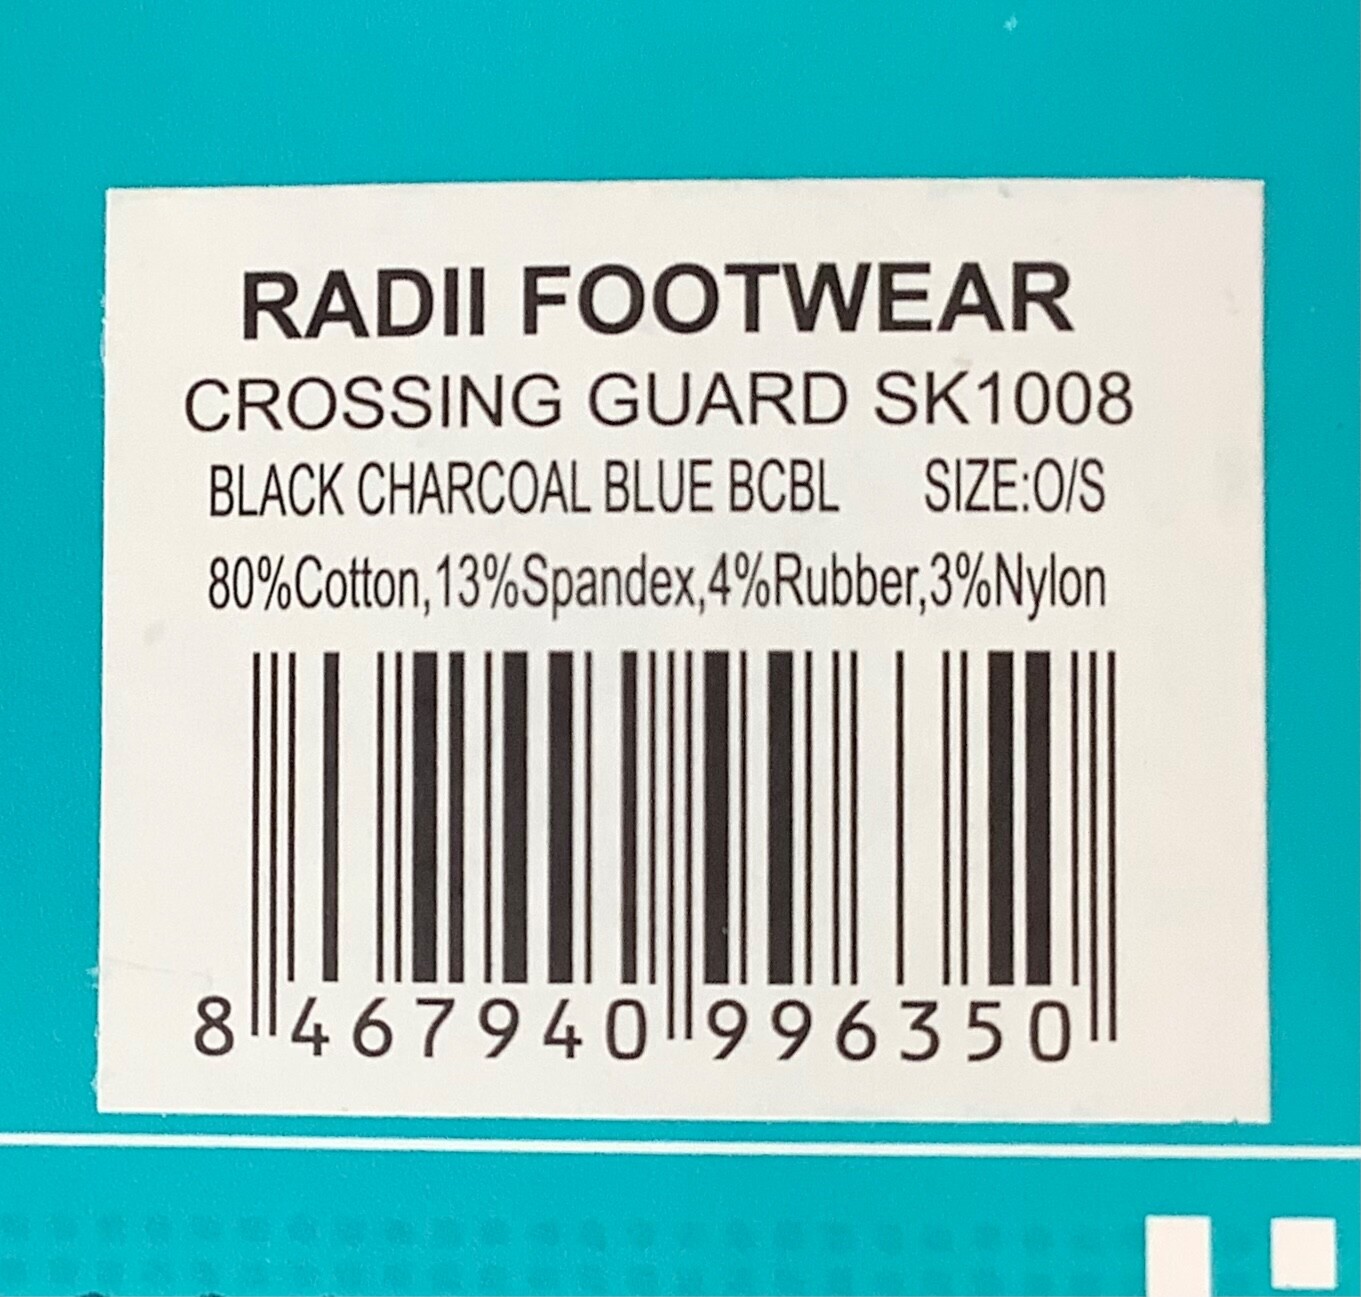 RADII FOOTWEAR
CROSSING GUARD SK1008
BLACK CHARCOAL BLUE BCBL SIZE:O/S
80%Cotton,13%Spandex,4%Rubber,3%Nylon
8 467940 996350